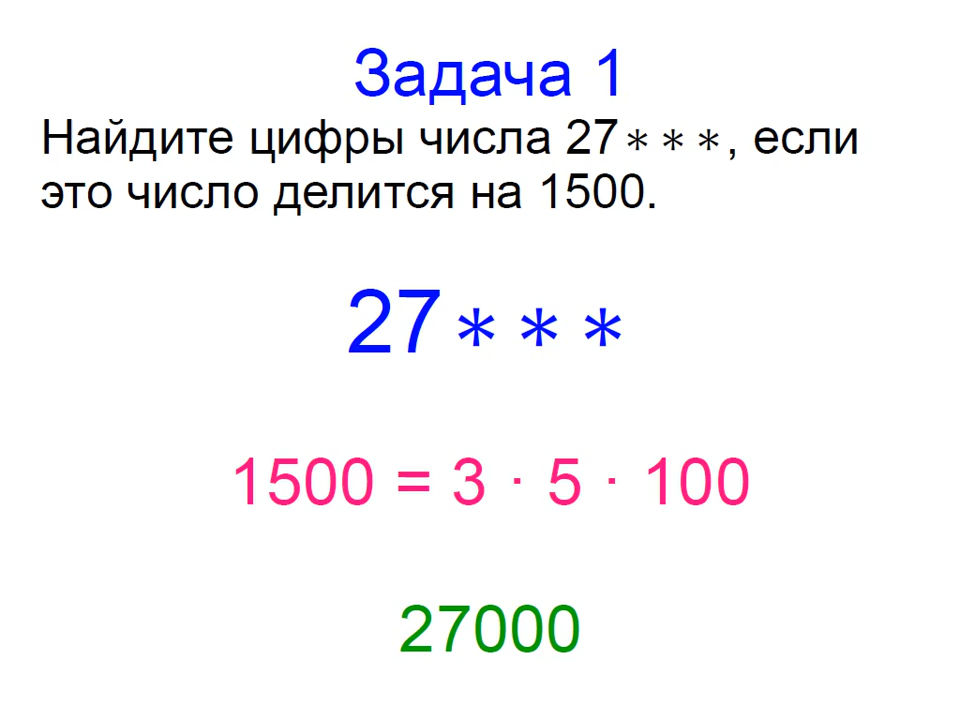 Задача 1
Найдите цифры числа 27∗∗∗, если
это число делится на 1500.
27∗∗∗
1500 = 3 · 5 · 100
27000